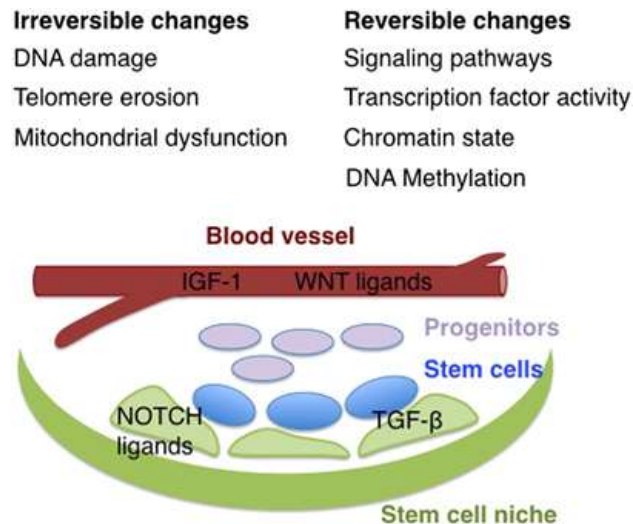 Irreversible changes
DNA damage
Telomere erosion
Mitochondrial dysfunction
Reversible changes
Signaling pathways
Transcription factor activity
Chromatin state
DNA Methylation
Blood vessel
IGF-1
WNT ligands
Progenitors
Stem cells
NOTCH
ligands
TGF-β
Stem cell niche